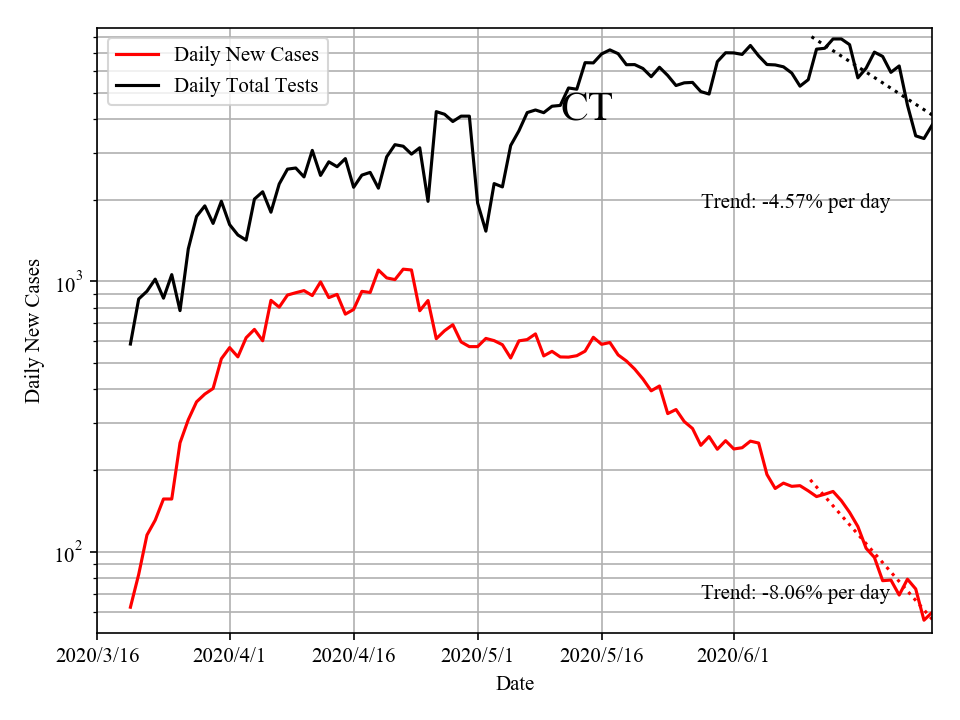 Daily New Cases
Daily Total Tests
CT
Trend: -4.57% per day
Trend: -8.06% per day
Daily New Cases
10³
10²
2020/3/16
2020/4/1
2020/4/16
2020/5/1
2020/5/16
2020/6/1
Date